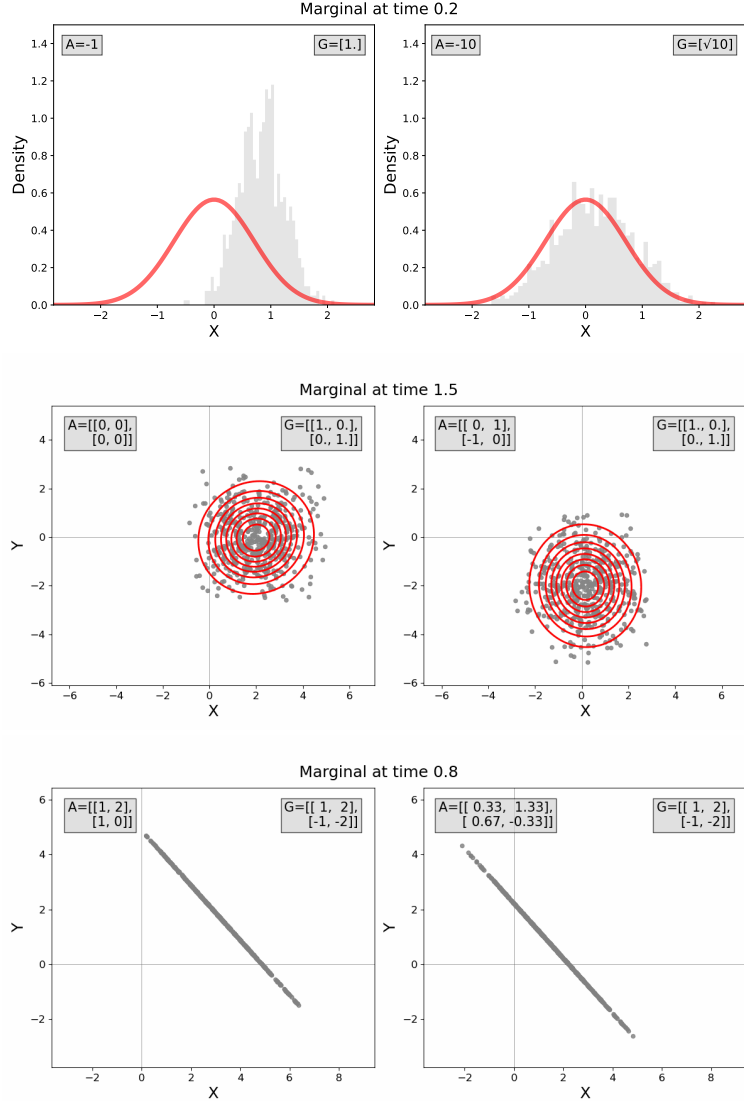 Marginal at time 0.2
A=-1
G=[1.]
A=-10
G=[√10]
Density
1.4
1.2
1.0
0.8
0.6
0.4
0.2
0.0
−2
−1
0
1
2
X
Density
1.4
1.2
1.0
0.8
0.6
0.4
0.2
0.0
−2
−1
0
1
2
X
Marginal at time 1.5
A=[[0, 0],
[0, 0]]
G=[[1., 0.],
[0., 1.]]
A=[[ 0,  1],
[-1,  0]]
G=[[1., 0.],
[0., 1.]]
Y
4
2
0
−2
−4
−6
−6
−4
−2
0
2
4
6
X
Y
4
2
0
−2
−4
−6
−6
−4
−2
0
2
4
6
X
Marginal at time 0.8
A=[[1, 2],
[1, 0]]
G=[[ 1,  2],
[-1, -2]]
A=[[ 0.33,  1.33],
[ 0.67, -0.33]]
G=[[ 1,  2],
[-1, -2]]
Y
6
4
2
0
−2
−2
0
2
4
6
8
X
Y
6
4
2
0
−2
−2
0
2
4
6
8
X